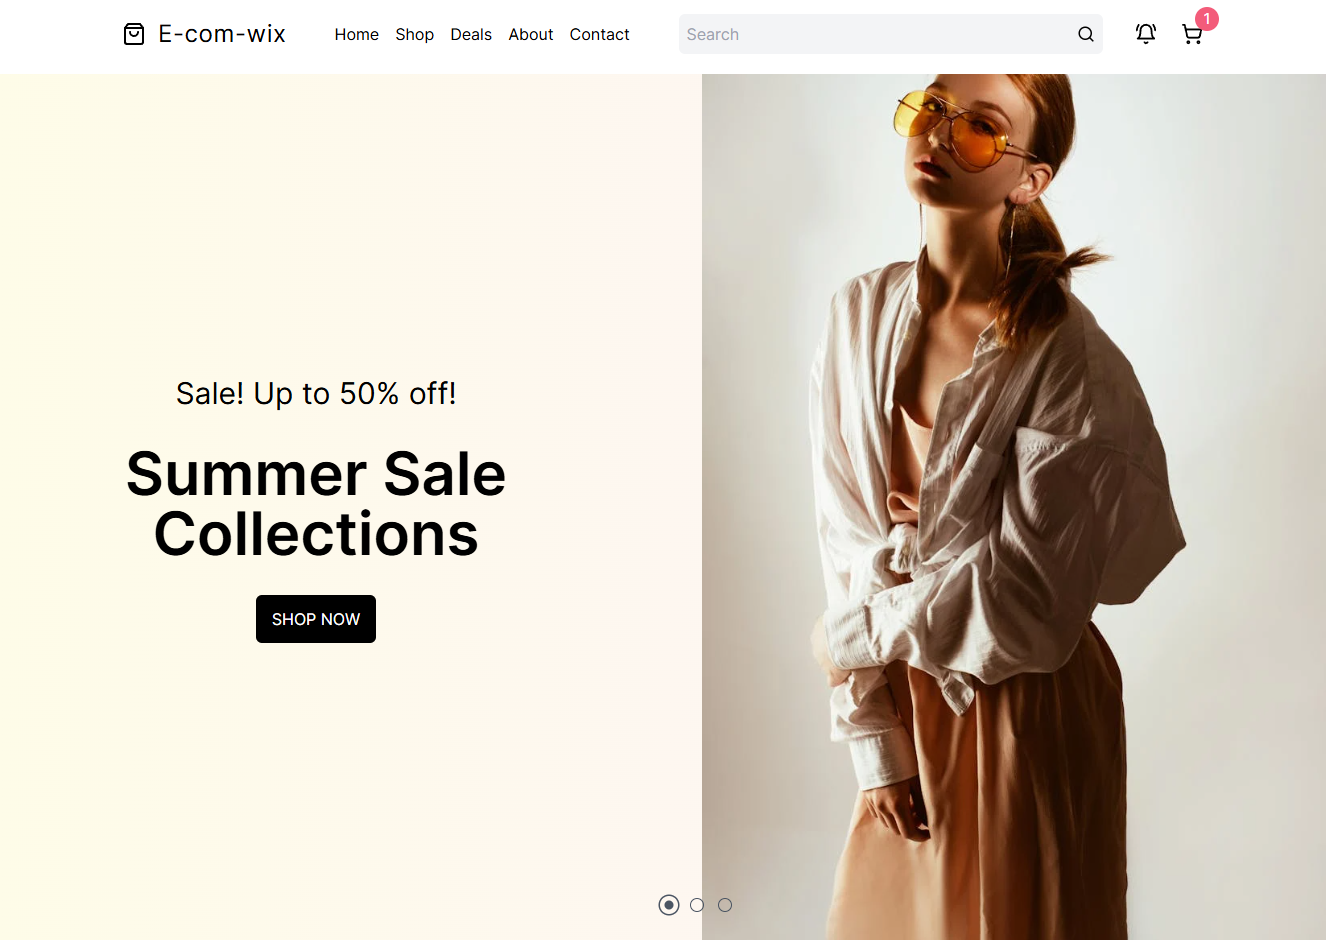 E-com-wix
Home Shop Deals About Contact
Search
1
Sale! Up to 50% off!
Summer Sale
Collections
SHOP NOW